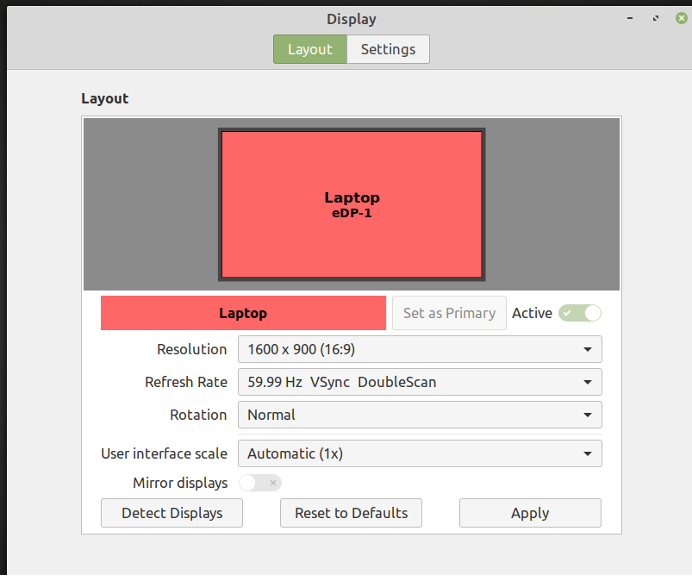 Display
Layout Settings
Layout
Laptop
eDP-1
Laptop Set as Primary Active
Resolution 1600 x 900 (16:9)
Refresh Rate 59.99 Hz VSync DoubleScan
Rotation Normal
User interface scale Automatic (1x)
Mirror displays
Detect Displays Reset to Defaults Apply